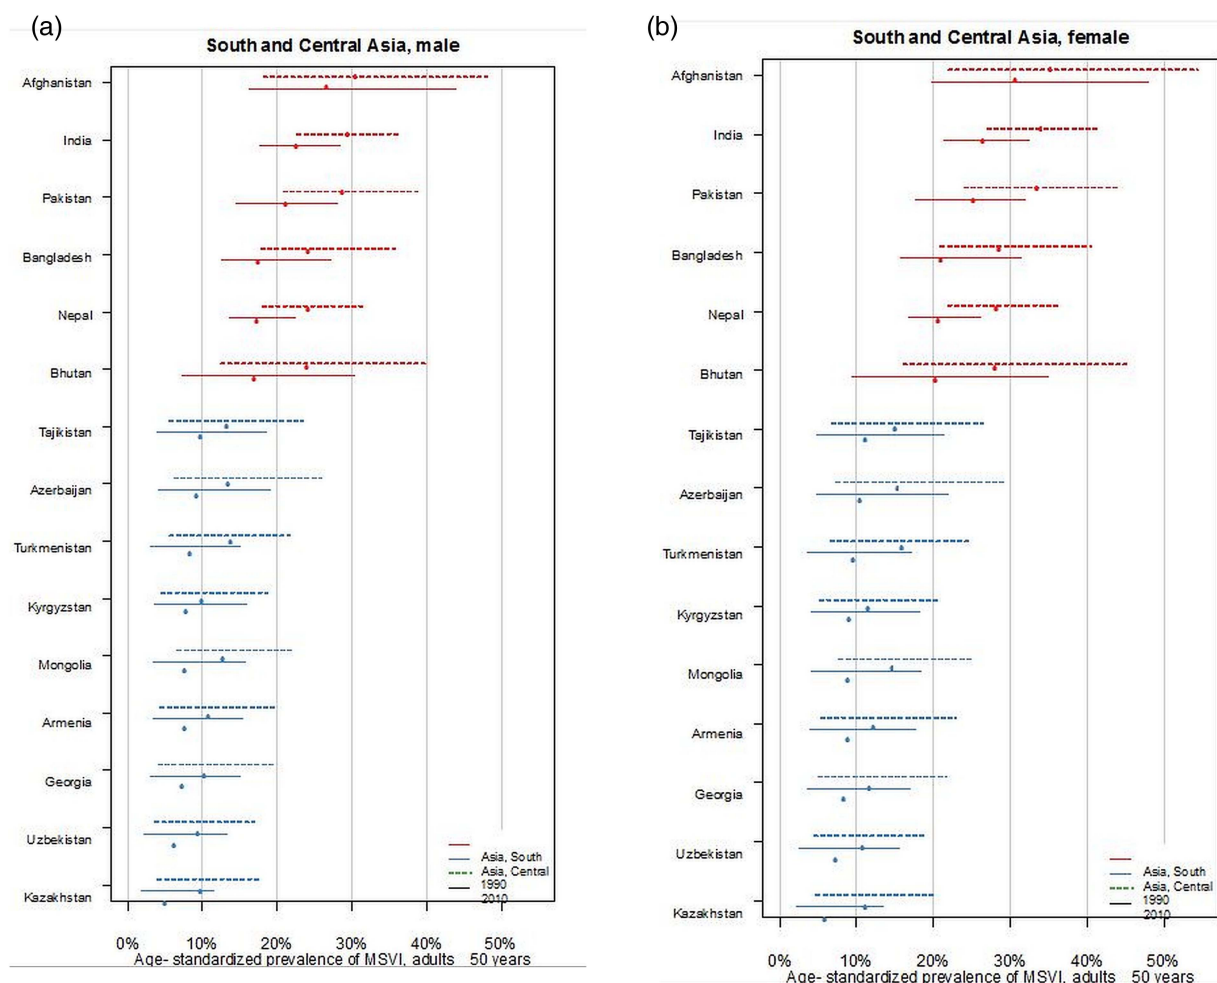 (a)
South and Central Asia, male
Afghanistan
India
Pakistan
Bangladesh
Nepal
Bhutan
Tajikistan
Azerbaijan
Turkmenistan
Kyrgyzstan
Mongolia
Armenia
Georgia
Uzbekistan
Kazakhstan
Asia, South
Asia, Central
1990
2010
0% 10% 20% 30% 40% 50%
Age- standardized prevalence of MSVI, adults 50 years
(b)
South and Central Asia, female
Afghanistan
India
Pakistan
Bangladesh
Nepal
Bhutan
Tajikistan
Azerbaijan
Turkmenistan
Kyrgyzstan
Mongolia
Armenia
Georgia
Uzbekistan
Kazakhstan
Asia, South
Asia, Central
1990
2010
0% 10% 20% 30% 40% 50%
Age- standardized prevalence of MSVI, adults 50 years